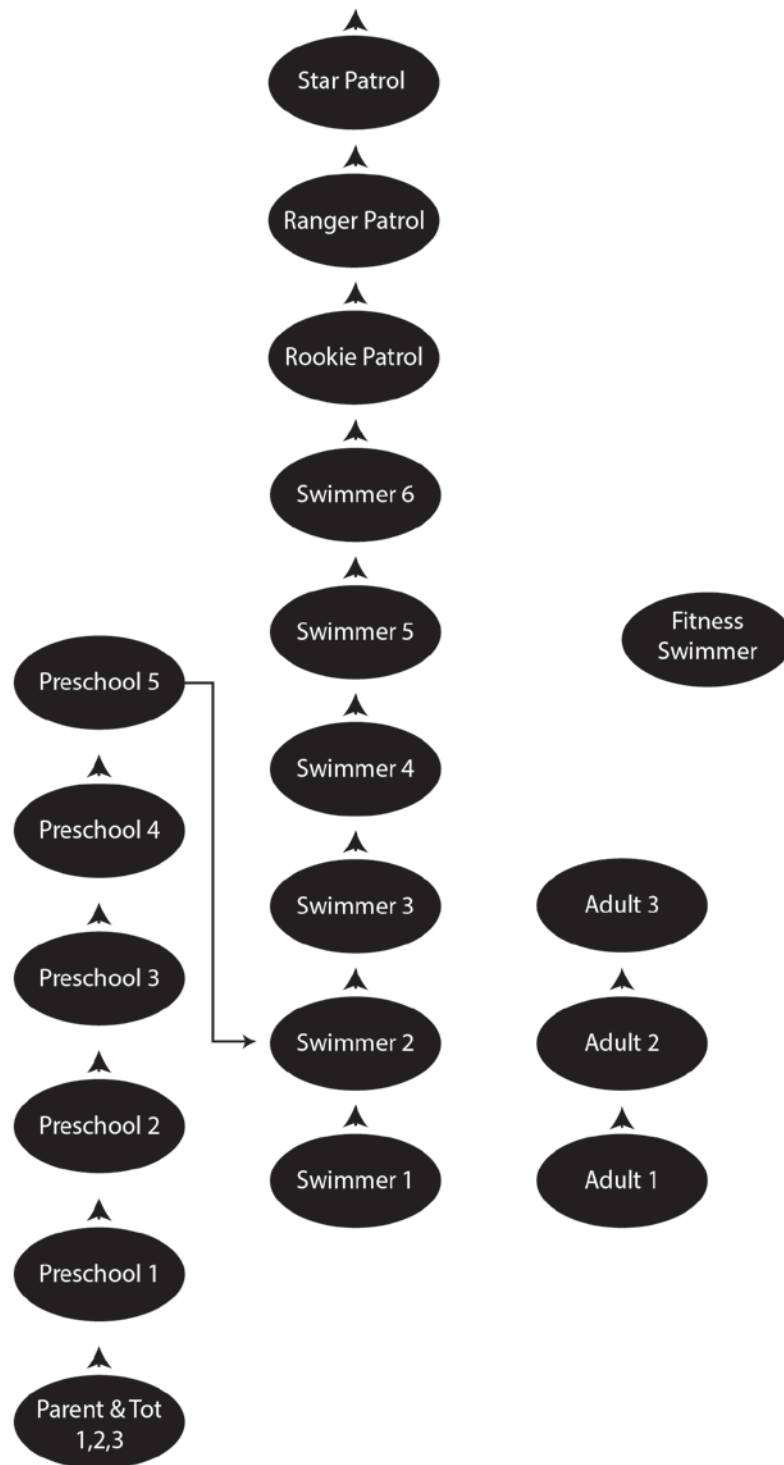 Star Patrol
Ranger Patrol
Rookie Patrol
Swimmer 6
Swimmer 5
Swimmer 4
Swimmer 3
Swimmer 2
Swimmer 1
Preschool 5
Preschool 4
Preschool 3
Preschool 2
Preschool 1
Parent & Tot
1,2,3
Fitness
Swimmer
Adult 3
Adult 2
Adult 1